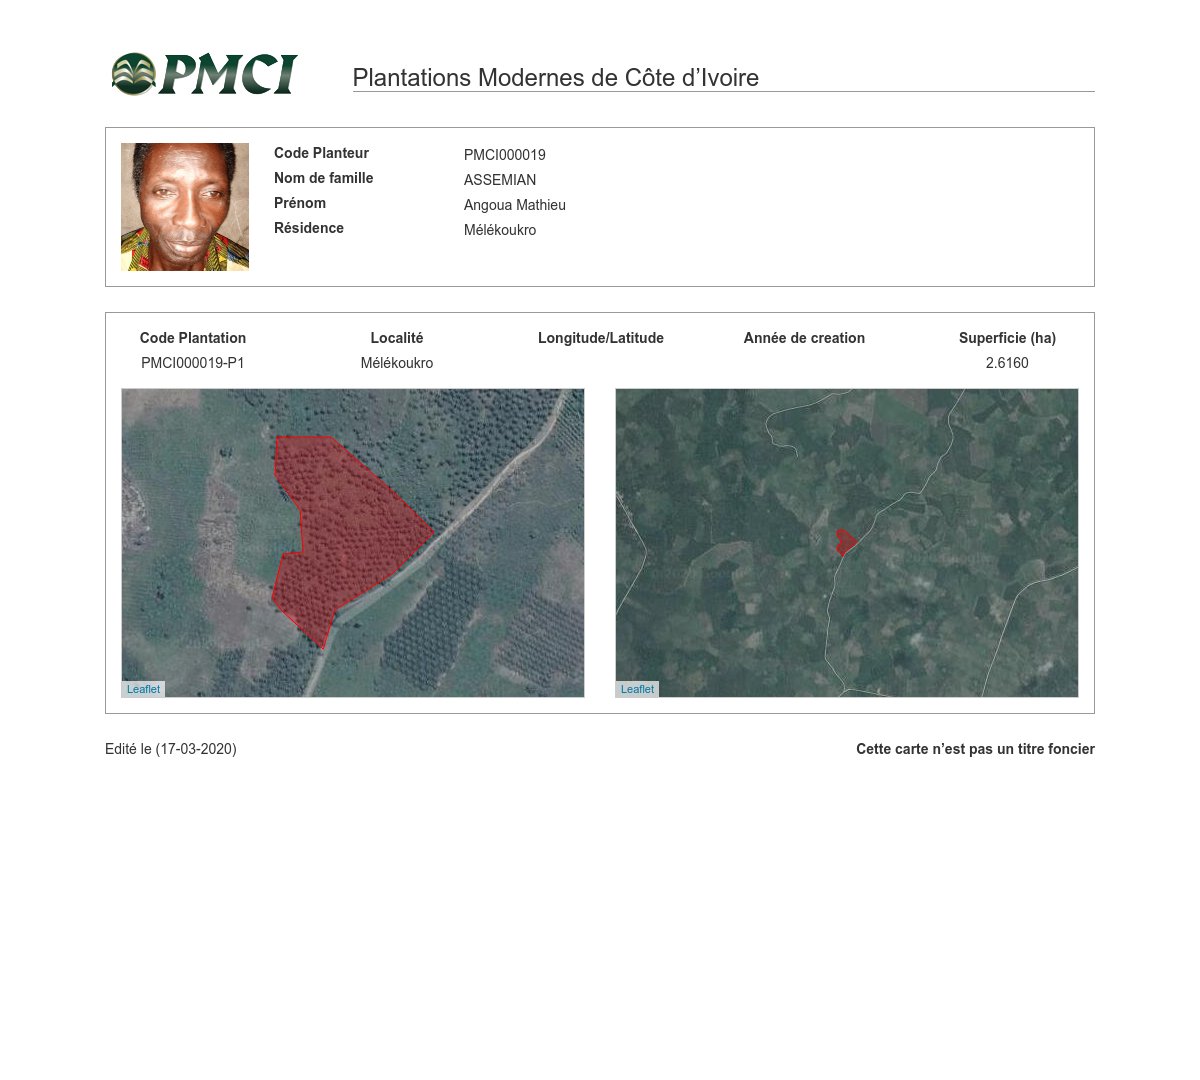 PMCI
Plantations Modernes de Côte d’Ivoire
Code Planteur PMCI000019
Nom de famille ASSEMIAN
Prénom Angoua Mathieu
Résidence Mélékoukro
Code Plantation Localité Longitude/Latitude Année de creation Superficie (ha)
PMCI000019-P1 Mélékoukro 2.6160
Leaflet Leaflet
Edité le (17-03-2020) Cette carte n’est pas un titre foncier